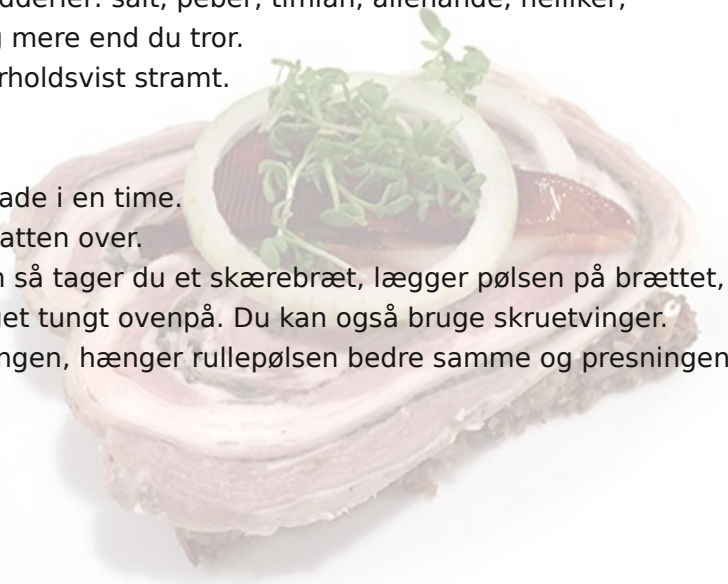 salt, peber, timian, allehånde, nelliker,
mere end du tror.
rholdsvist stramt.
ade i en time.
atten over.
så tager du et skærebræt, lægger pølsen på brættet,
et tungt ovenpå. Du kan også bruge skruetvinger.
ngen, hænger rullepølsen bedre samme og presningen